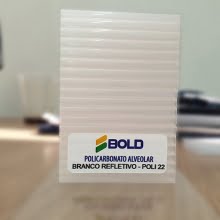 BOLD
POLICARBONATO ALVEOLAR
BRANCO REFLETIVO - POLI 22